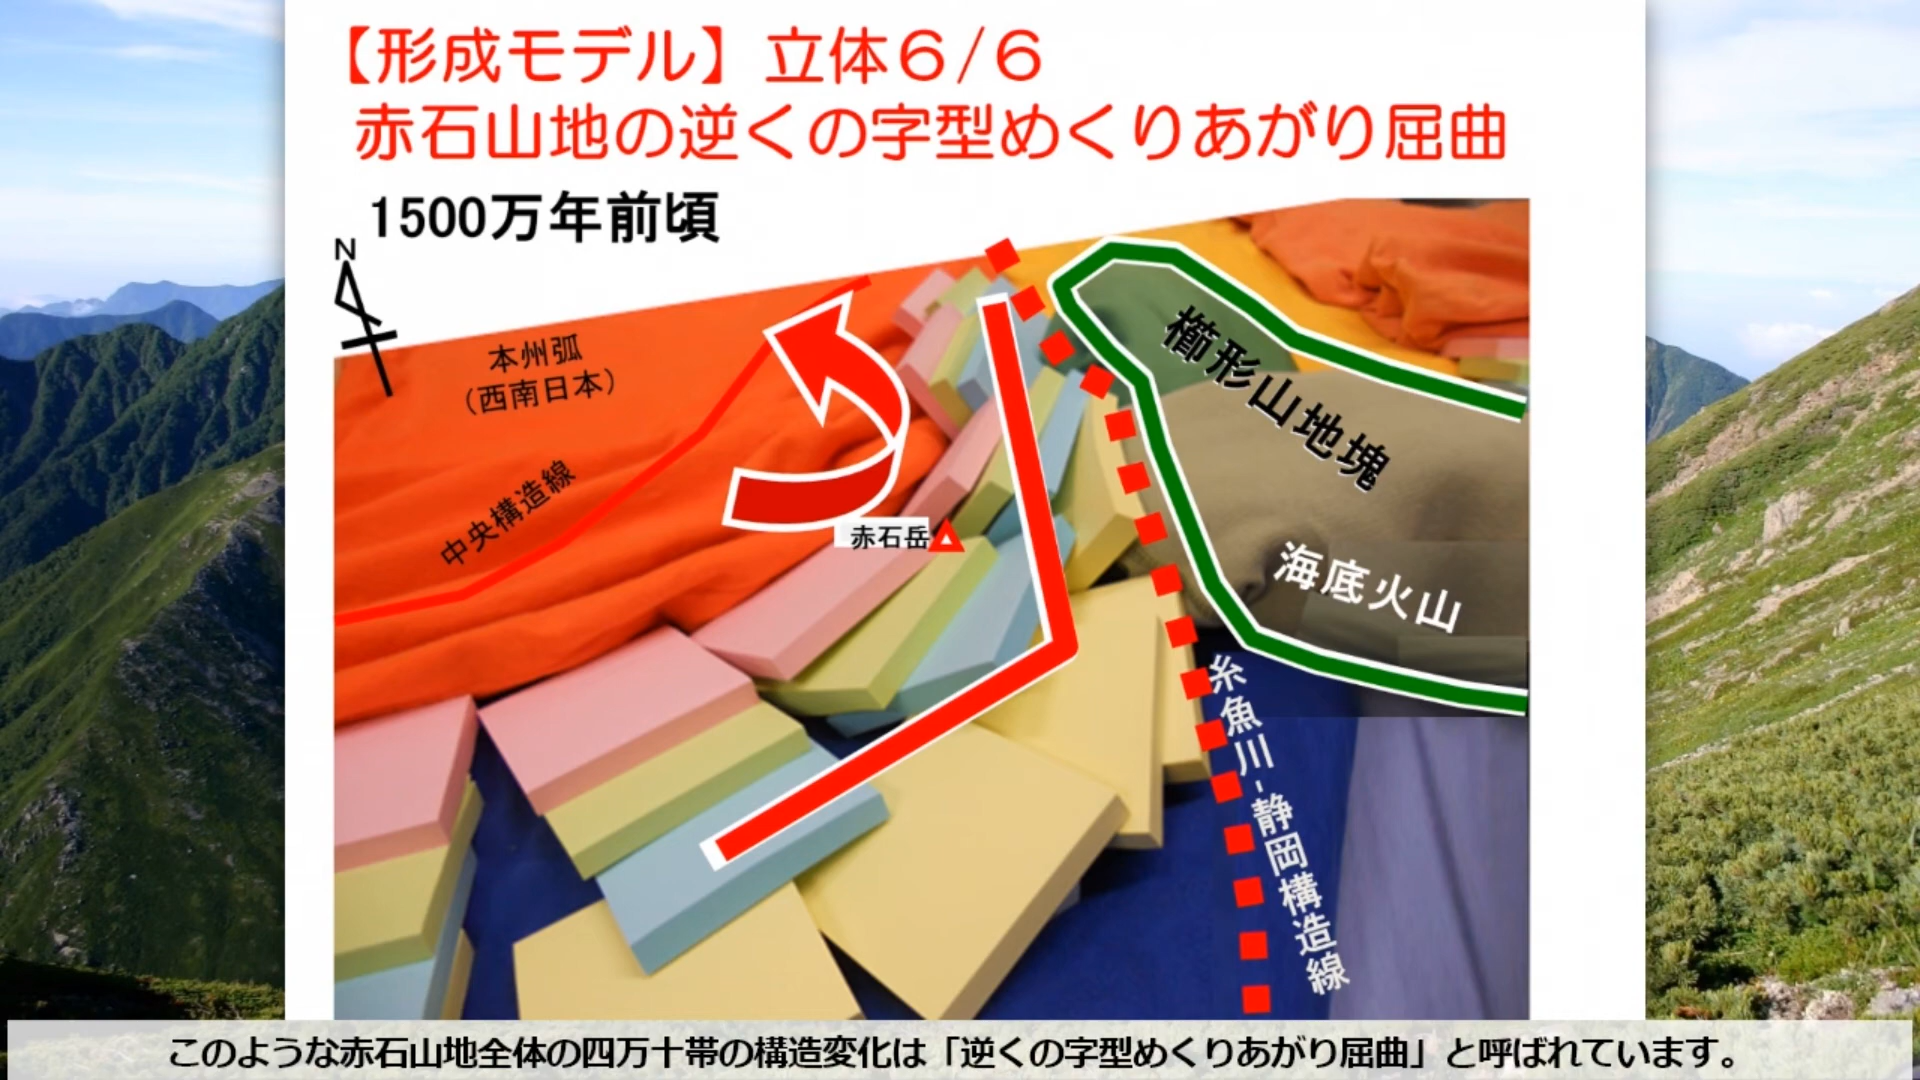 【形成モデル】立体６/６
赤石山地の逆くの字型めくりあがり屈曲
1500万年前頃
N
本州弧
（西南日本）
中央構造線
赤石岳
櫛形山地塊
海底火山
糸魚川-静岡構造線
このような赤石山地全体の四万十帯の構造変化は「逆くの字型めくりあがり屈曲」と呼ばれています。